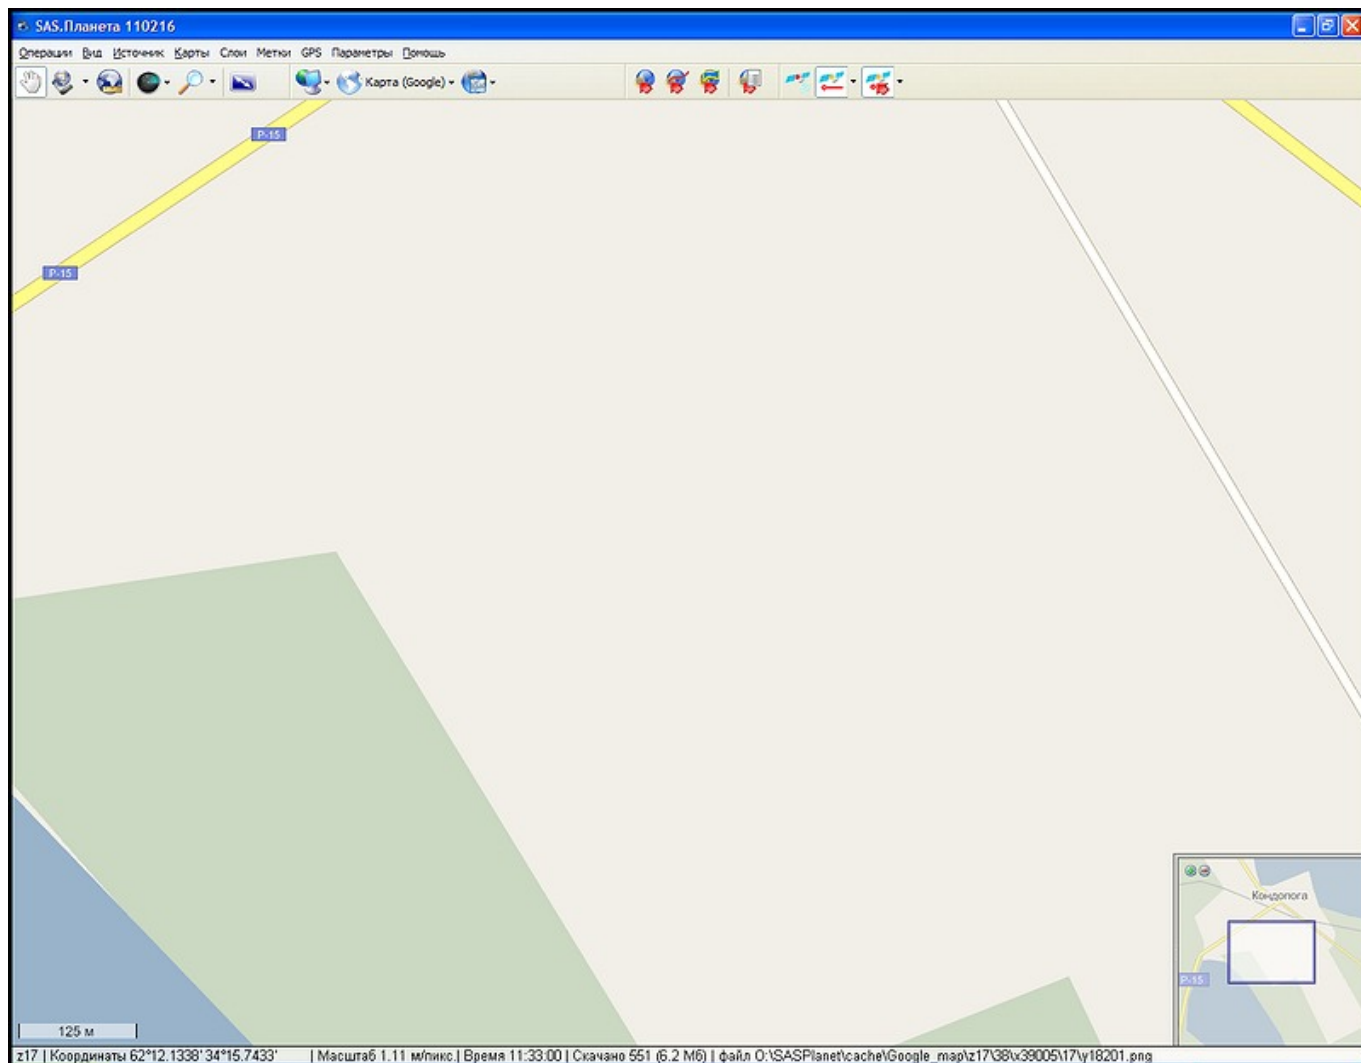 SAS.Планета 110216
Операции Вид Источник Карты Слои Метки GPS Параметры Помощь
Карта (Google)
P-15
P-15
Кондопога
P-15
125 м
z17 | Координаты 62°12.1338' 34°15.7433' | Масштаб 1.11 м/пикс. | Время 11:33:00 | Скачано 551 (6.2 Мб) | файл O:\SASPlanet\cache\Google_map\z17\38\x39005\17\y18201.png